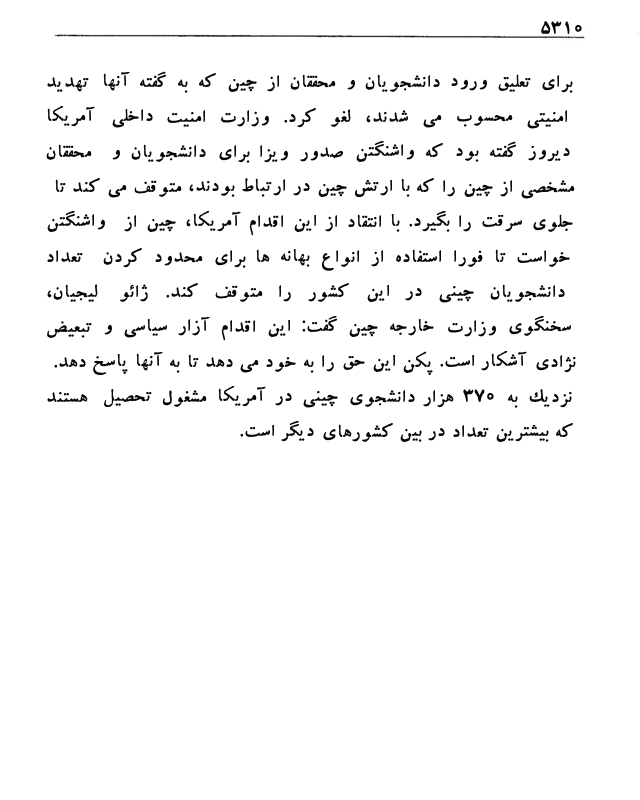 ۵۳۱۰
برای تعلیق ورود دانشجویان و محققان از چین که به گفته آنها تهدید
امنیتی محسوب می شدند، لغو کرد. وزارت امنیت داخلی آمریکا
دیروز گفته بود که واشنگتن صدور ویزا برای دانشجویان و محققان
مشخصی از چین را که با ارتش چین در ارتباط بودند، متوقف می کند تا
جلوی سرقت را بگیرد. با انتقاد از این اقدام آمریکا، چین از واشنگتن
خواست تا فورا استفاده از انواع بهانه ها برای محدود کردن تعداد
دانشجویان چینی در این کشور را متوقف کند. ژائو لیجیان،
سخنگوی وزارت خارجه چین گفت: این اقدام آزار سیاسی و تبعیض
نژادی آشکار است. پکن این حق را به خود می دهد تا به آنها پاسخ دهد.
نزدیك به ۳۷۰ هزار دانشجوی چینی در آمریکا مشغول تحصیل هستند
که بیشترین تعداد در بین کشورهای دیگر است.